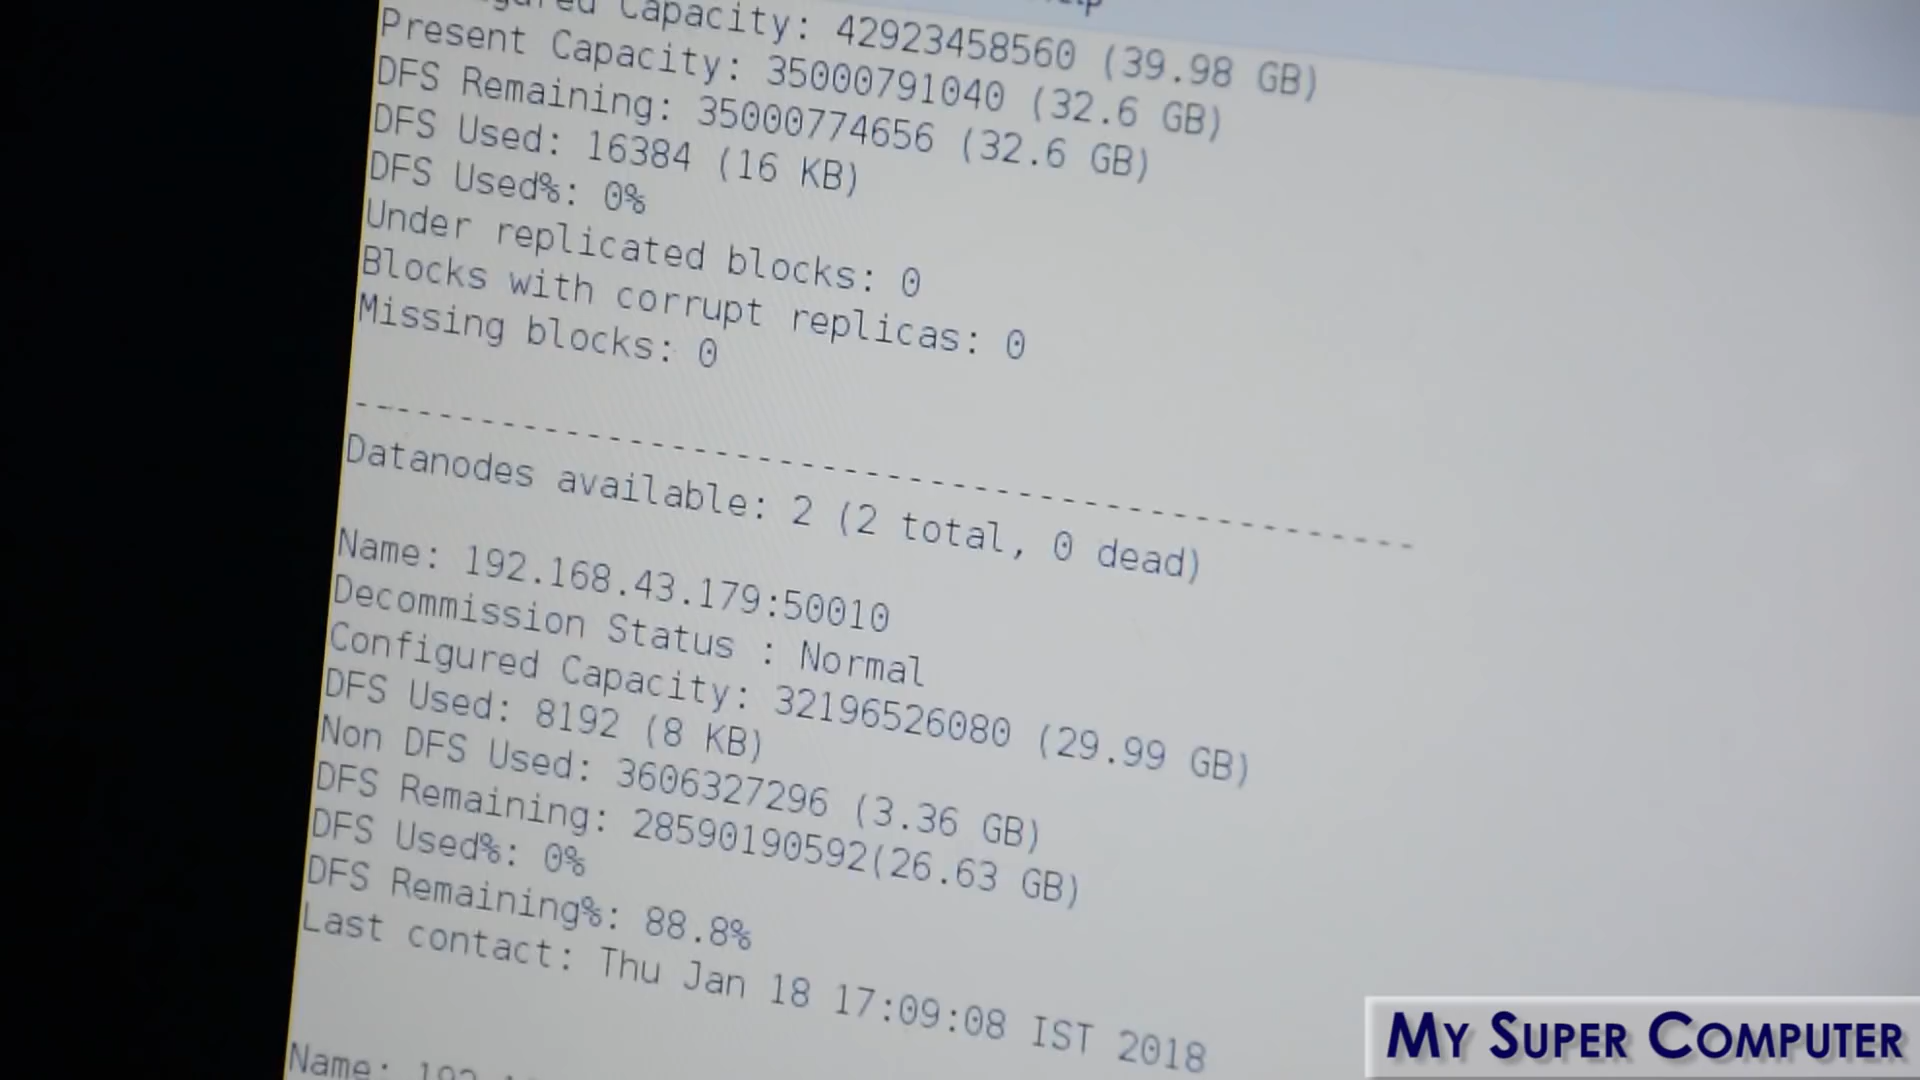 Capacity: 42923458560 (39.98 GB)
Present Capacity: 35000791040 (32.6 GB)
DFS Remaining: 35000774656 (32.6 GB)
DFS Used: 16384 (16 KB)
DFS Used%: 0%
Under replicated blocks: 0
Blocks with corrupt replicas: 0
Missing blocks: 0
-------------------------------------------------
Datanodes available: 2 (2 total, 0 dead)
Name: 192.168.43.179:50010
Decommission Status : Normal
Configured Capacity: 32196526080 (29.99 GB)
DFS Used: 8192 (8 KB)
Non DFS Used: 3606327296 (3.36 GB)
DFS Remaining: 28590190592(26.63 GB)
DFS Used%: 0%
DFS Remaining%: 88.8%
Last contact: Thu Jan 18 17:09:08 IST 2018
Name:
MY SUPER COMPUTER